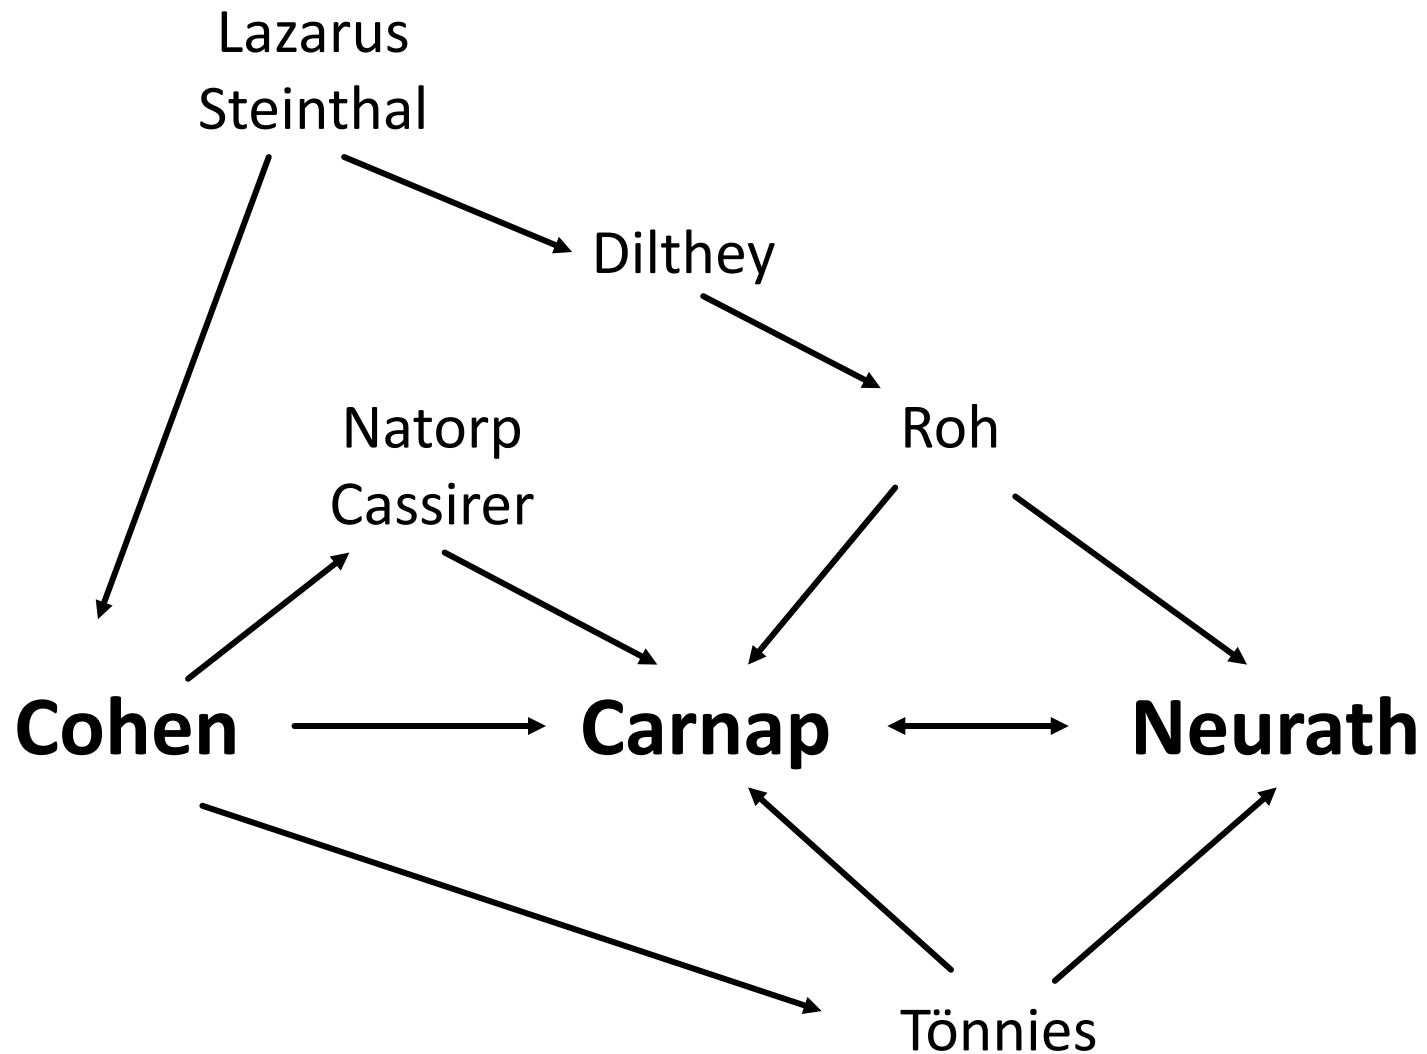 Lazarus
Steinthal
Dilthey
Natorp
Cassirer
Roh
Cohen
Carnap
Neurath
Tönnies